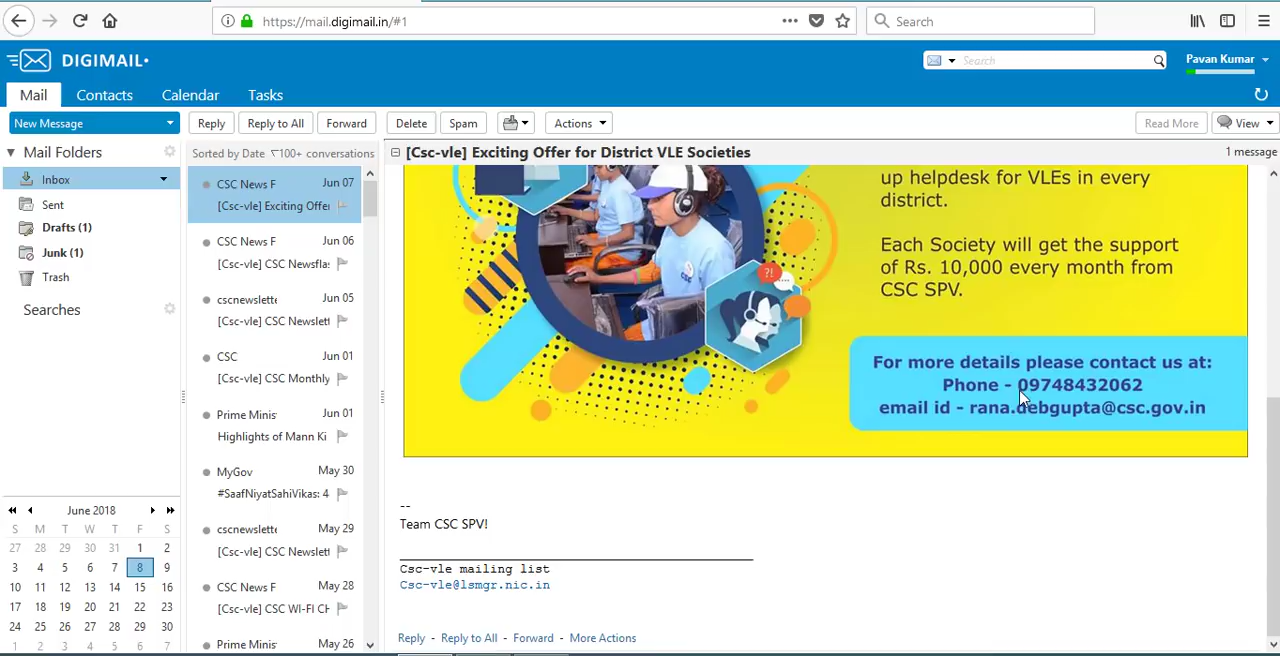 https://mail.digimail.in/#1
Search
DIGIMAIL
Search
Pavan Kumar
Mail
Contacts
Calendar
Tasks
New Message
Reply
Reply to All
Forward
Delete
Spam
Actions
Read More
View
Mail Folders
Inbox
Sent
Drafts (1)
Junk (1)
Trash
Searches
Sorted by Date
100+ conversations
CSC News F Jun 07
[Csc-vle] Exciting Offer
CSC News F Jun 06
[Csc-vle] CSC Newsfla
cscnewslette Jun 05
[Csc-vle] CSC Newslett
CSC Jun 01
[Csc-vle] CSC Monthly
Prime Minis Jun 01
Highlights of Mann Ki
MyGov May 30
#SaafNiyatSahiVikas: 4
cscnewslette May 29
[Csc-vle] CSC Newslett
CSC News F May 28
[Csc-vle] CSC WI-FI CH
Prime Minis May 26
[Csc-vle] Exciting Offer for District VLE Societies
1 message
up helpdesk for VLEs in every
district.
Each Society will get the support
of Rs. 10,000 every month from
CSC SPV.
?!
For more details please contact us at:
Phone - 09748432062
email id - rana.debgupta@csc.gov.in
--
Team CSC SPV!
Csc-vle mailing list
Csc-vle@lsmgr.nic.in
Reply - Reply to All - Forward - More Actions
June 2018
S M T W T F S
27 28 29 30 31 1 2
3 4 5 6 7 8 9
10 11 12 13 14 15 16
17 18 19 20 21 22 23
24 25 26 27 28 29 30
1 2 3 4 5 6 7